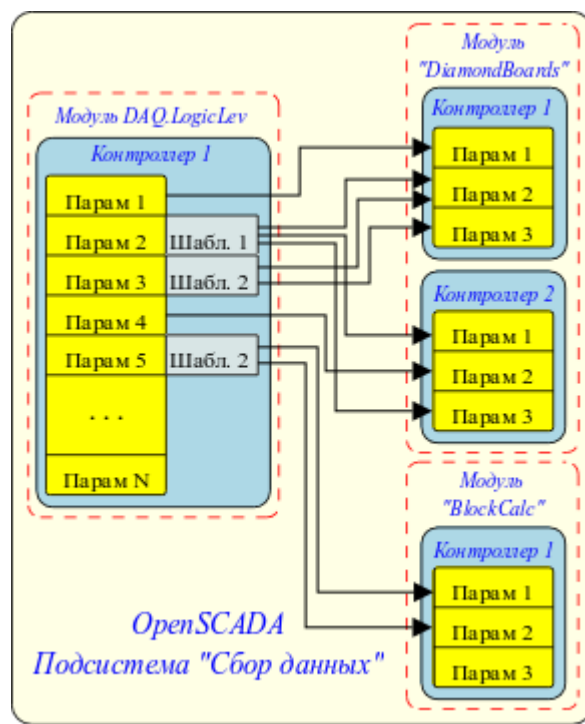 Модуль DAQ.LogicLev
Контроллер 1
Парам 1
Парам 2 Шабл. 1
Парам 3 Шабл. 2
Парам 4
Парам 5 Шабл. 2
. . .
Парам N
Модуль
"DiamondBoards"
Контроллер 1
Парам 1
Парам 2
Парам 3
Контроллер 2
Парам 1
Парам 2
Парам 3
Модуль
"BlockCalc"
Контроллер 1
Парам 1
Парам 2
Парам 3
OpenSCADA
Подсистема "Сбор данных"